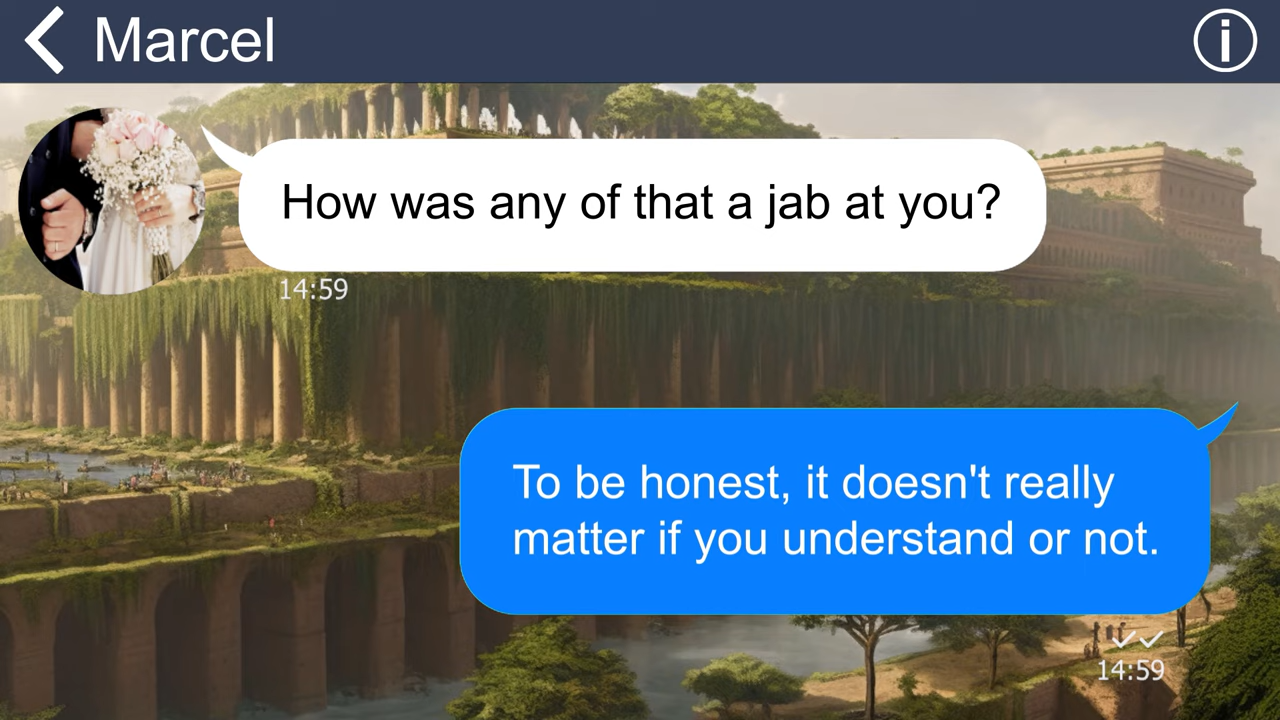 Marcel
How was any of that a jab at you?
14:59
To be honest, it doesn't really
matter if you understand or not.
14:59